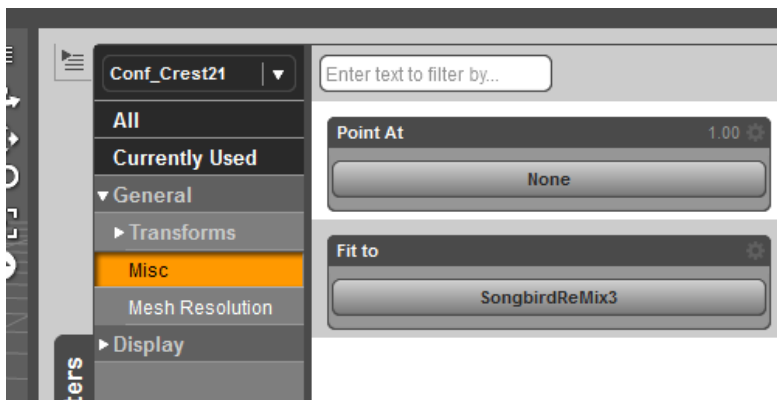 Conf_Crest21
Enter text to filter by...
All
Currently Used
General
Transforms
Misc
Mesh Resolution
Display
Point At
1.00
None
Fit to
SongbirdReMix3
ters